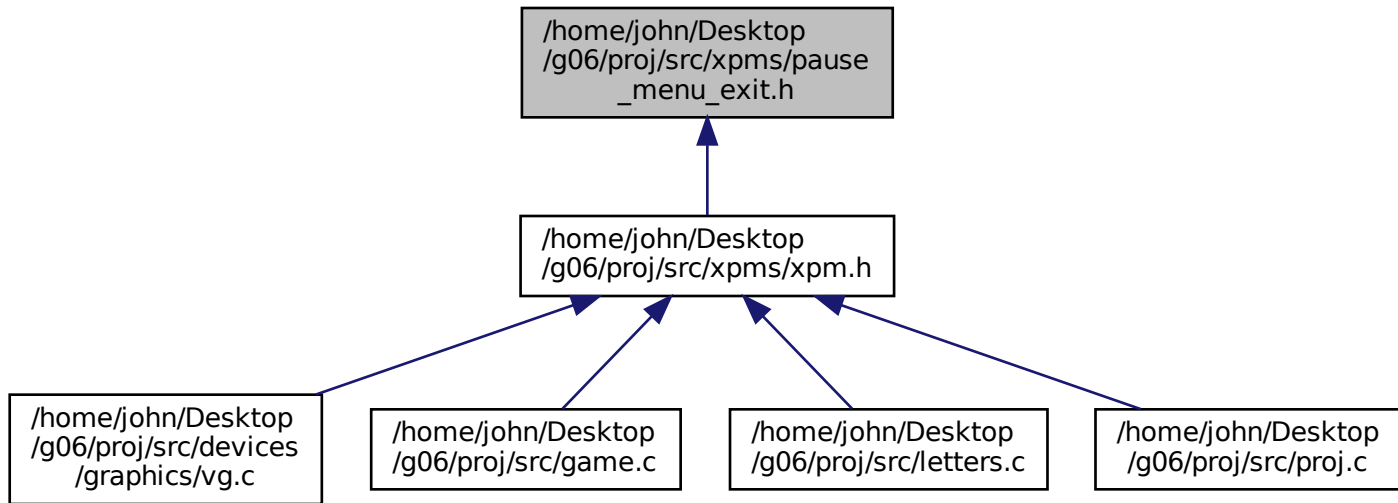 /home/john/Desktop
/g06/proj/src/xpms/pause
_menu_exit.h
/home/john/Desktop
/g06/proj/src/xpms/xpm.h
/home/john/Desktop
/g06/proj/src/devices
/graphics/vg.c
/home/john/Desktop
/g06/proj/src/game.c
/home/john/Desktop
/g06/proj/src/letters.c
/home/john/Desktop
/g06/proj/src/proj.c